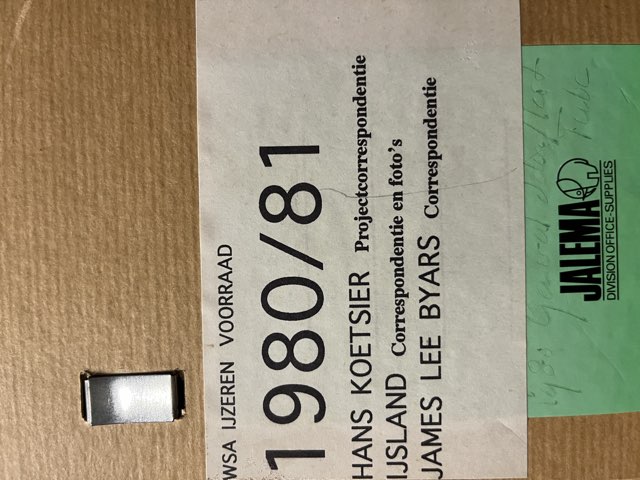 WSA IJZEREN VOORRAAD
1980/81
HANS KOETSIER Projectcorrespondentie
IJSLAND Correspondentie en foto's
JAMES LEE BYARS Correspondentie
1980
JALEMA
DIVISION OFFICE-SUPPLIES